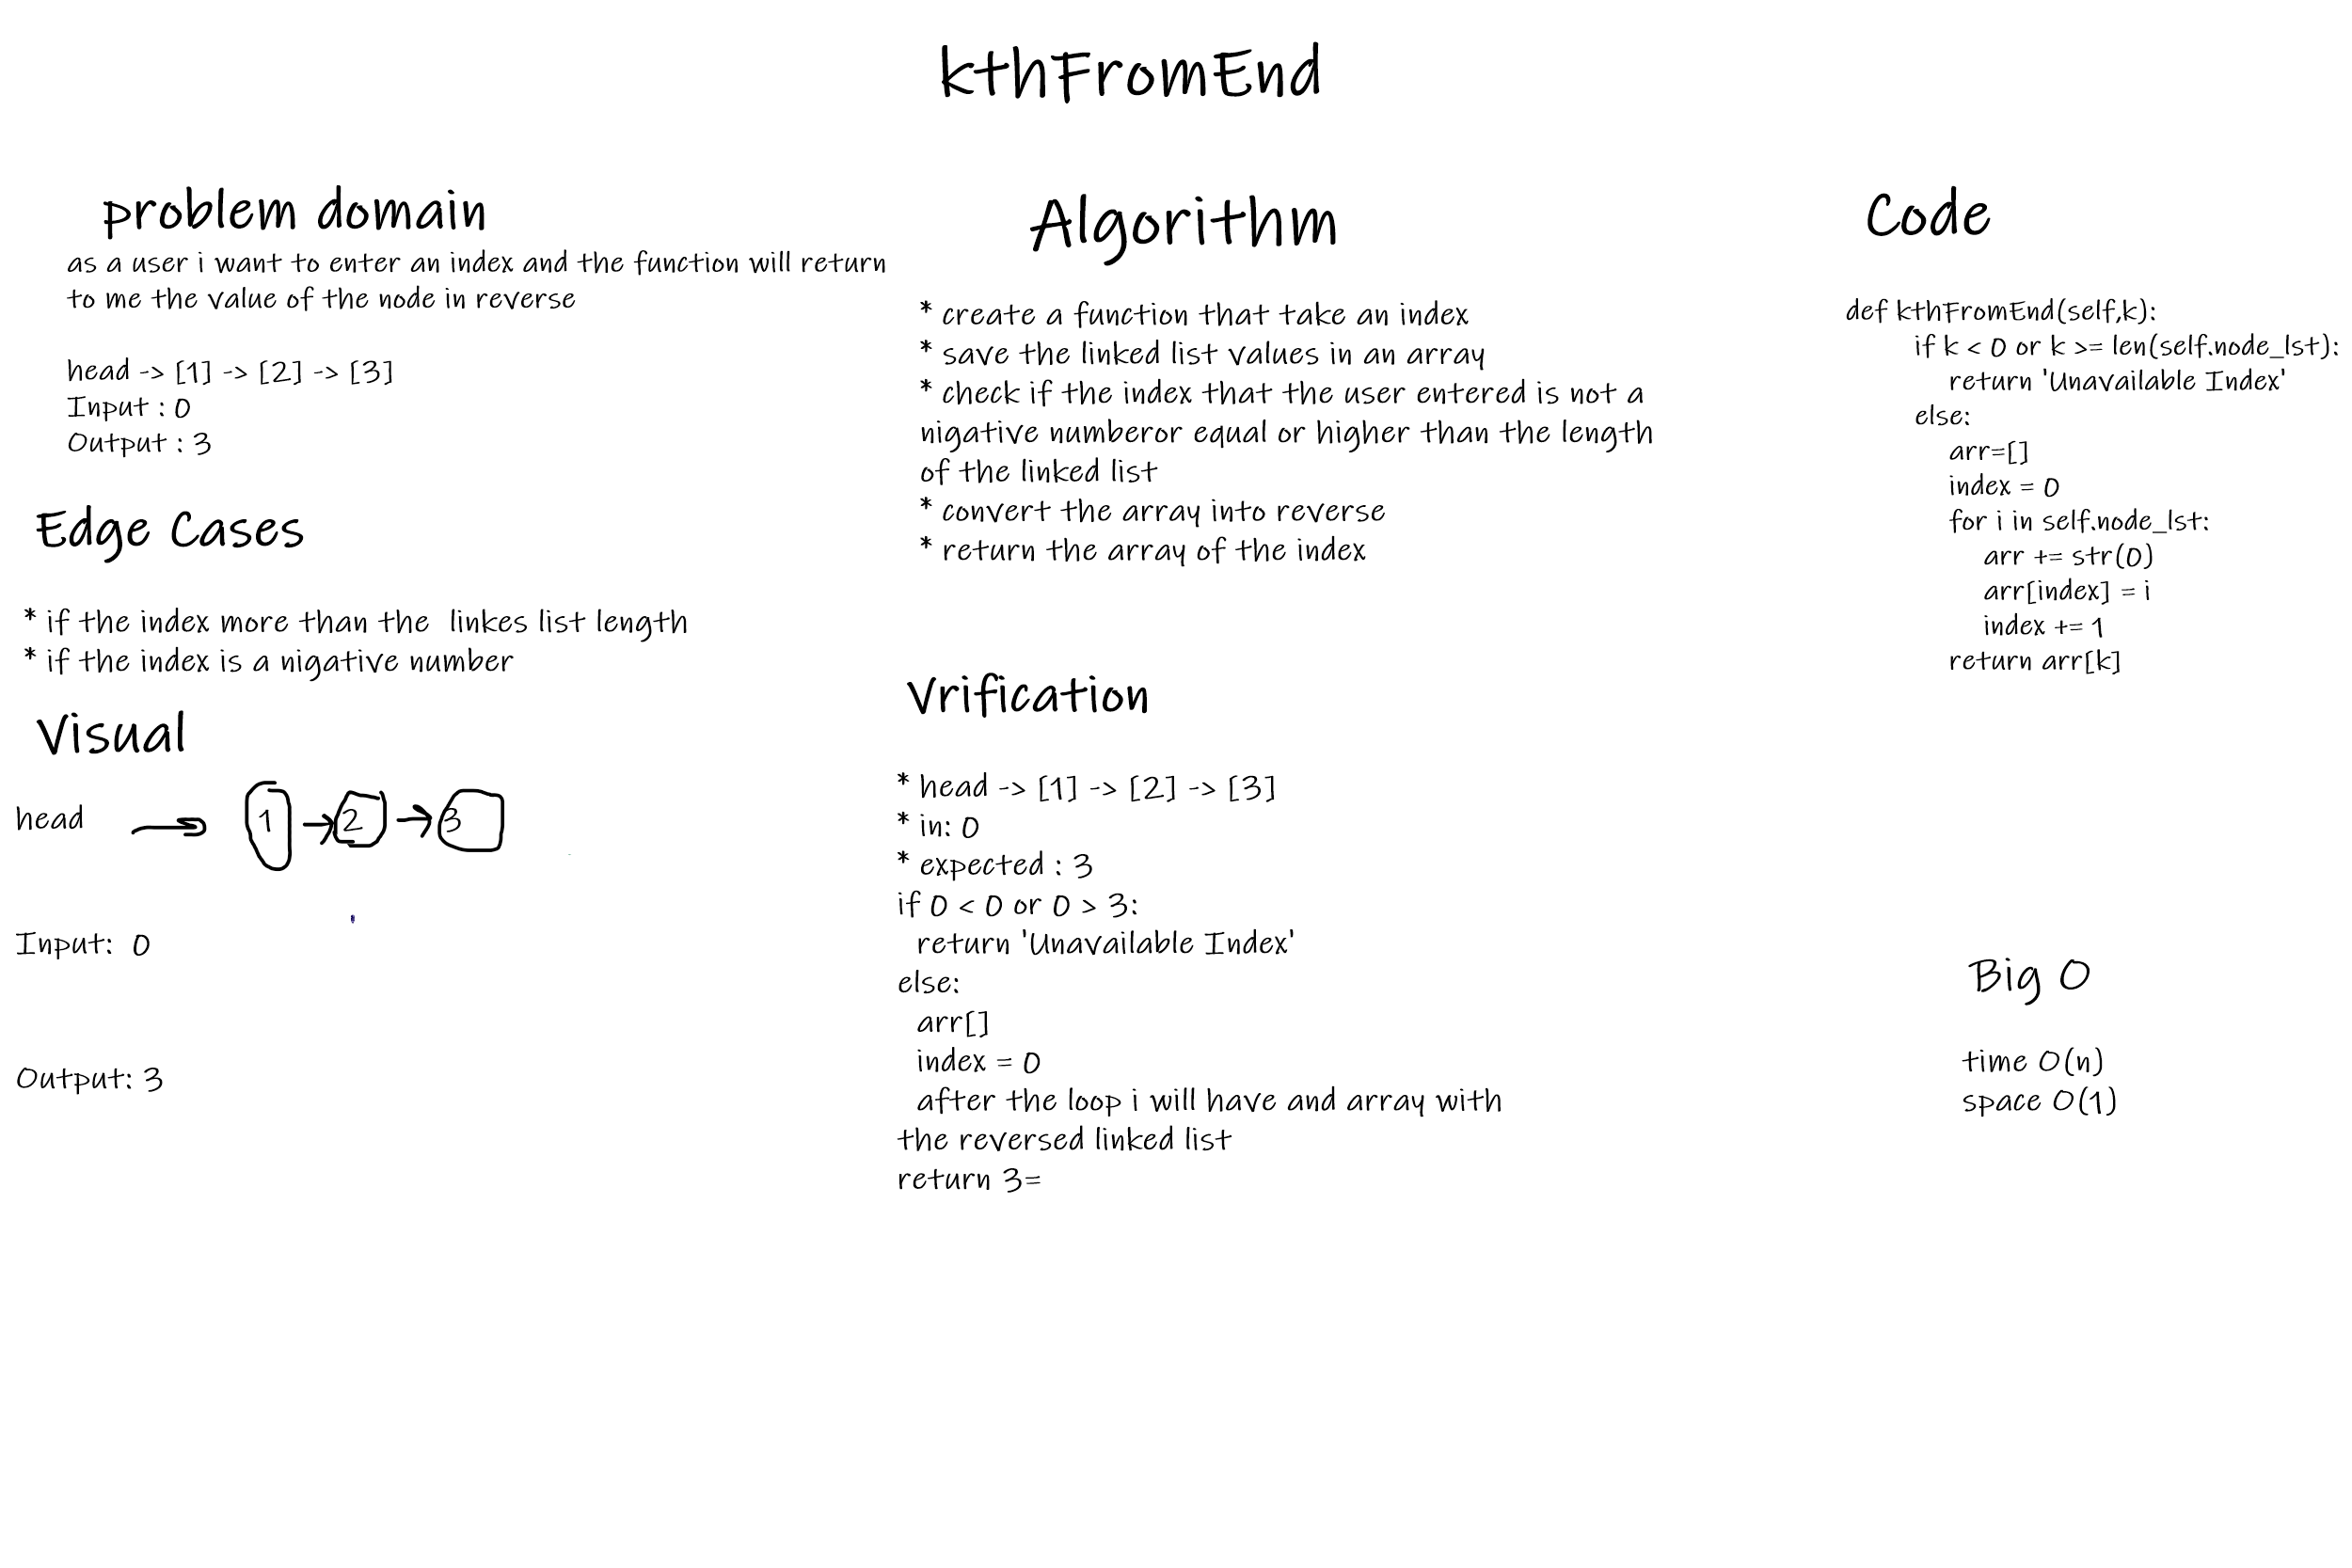 kthFromEnd
problem domain
as a user i want to enter an index and the function will return
to me the value of the node in reverse
head -> [1] -> [2] -> [3]
Input : 0
Output : 3
Edge Cases
* if the index more than the  linkes list length
* if the index is a nigative number
Visual
head 1 2 3
Input:  0
Output: 3
Algorithm
* create a function that take an index
* save the linked list values in an array
* check if the index that the user entered is not a
nigative numberor equal or higher than the length
of the linked list
* convert the array into reverse
* return the array of the index
Vrification
* head -> [1] -> [2] -> [3]
* in: 0
* expected : 3
if 0 < 0 or 0 > 3:
return 'Unavailable Index'
else:
arr[]
index = 0
after the loop i will have and array with
the reversed linked list
return 3=
Code
def kthFromEnd(self,k):
if k < 0 or k >= len(self.node_lst):
return 'Unavailable Index'
else:
arr=[]
index = 0
for i in self.node_lst:
arr += str(0)
arr[index] = i
index += 1
return arr[k]
Big O
time O(n)
space O(1)